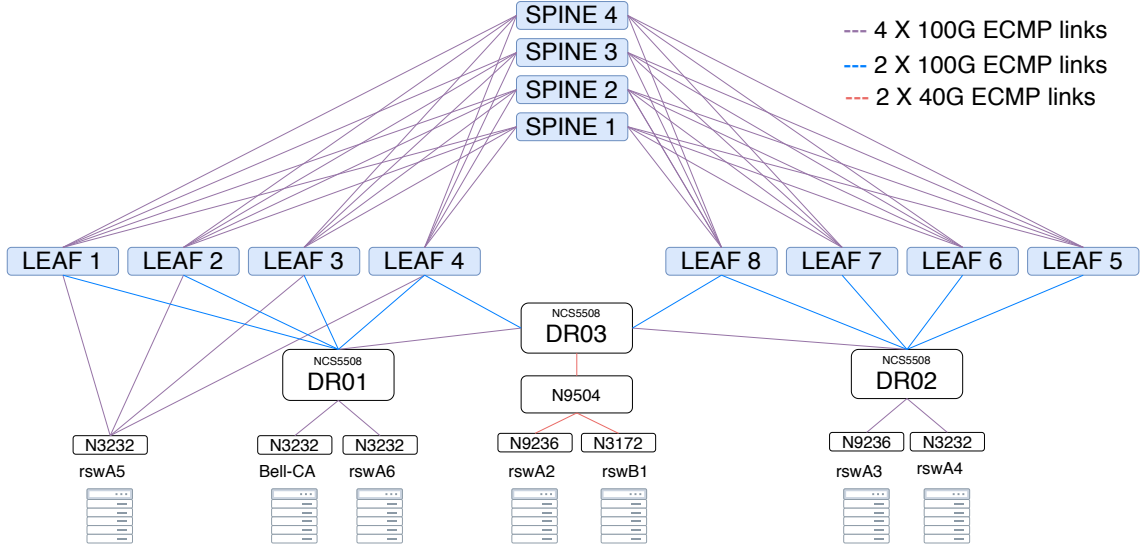 SPINE 4
SPINE 3
SPINE 2
SPINE 1
--- 4 X 100G ECMP links
--- 2 X 100G ECMP links
--- 2 X 40G ECMP links
LEAF 1
LEAF 2
LEAF 3
LEAF 4
LEAF 8
LEAF 7
LEAF 6
LEAF 5
NCS5508
DR03
NCS5508
DR01
NCS5508
DR02
N9504
N3232
N3232
N3232
N9236
N3172
N9236
N3232
rswA5
Bell-CA
rswA6
rswA2
rswB1
rswA3
rswA4